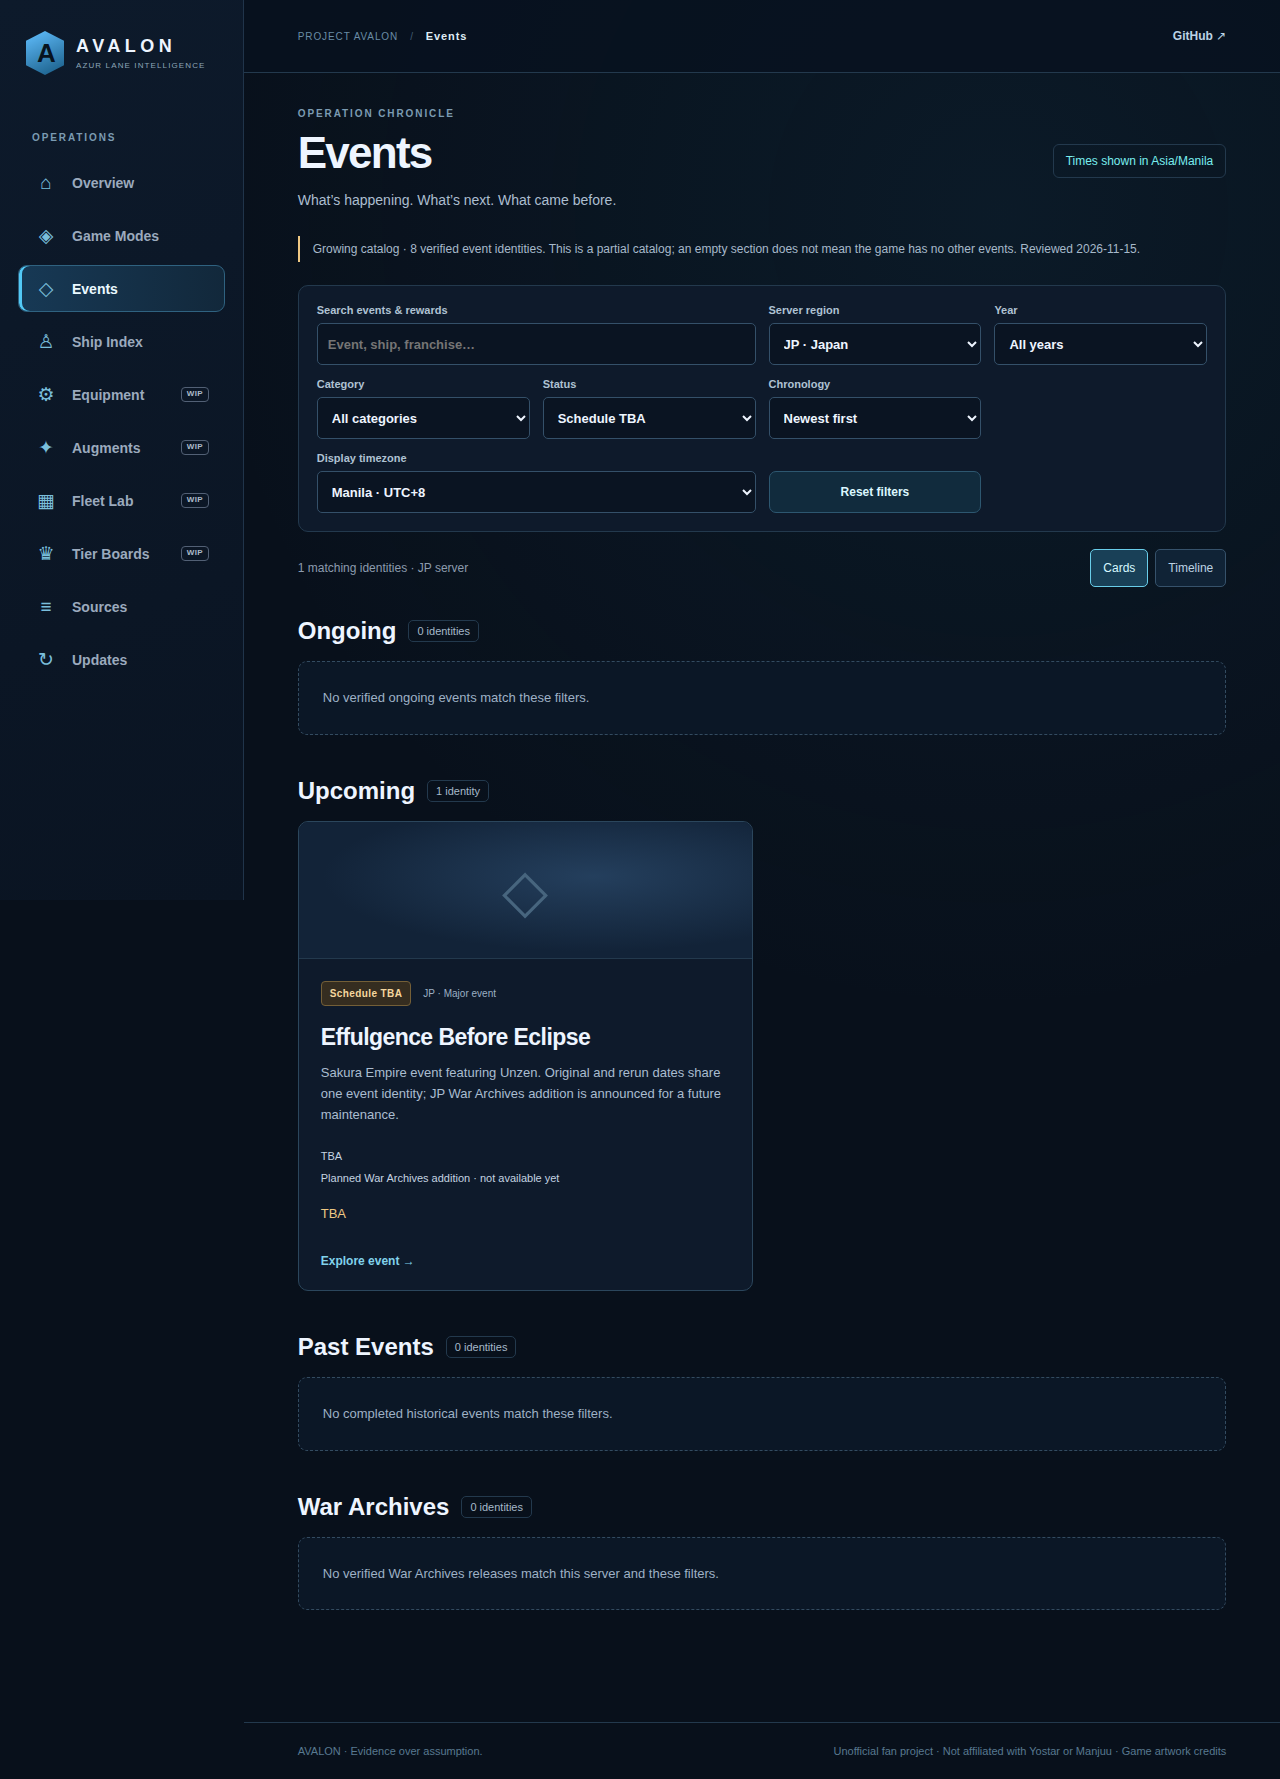 A
AVALON
AZUR LANE INTELLIGENCE
OPERATIONS
Overview
Game Modes
Events
Ship Index
Equipment WIP
Augments WIP
Fleet Lab WIP
Tier Boards WIP
Sources
Updates
PROJECT AVALON / Events
GitHub ↗
OPERATION CHRONICLE
Events
Times shown in Asia/Manila
What's happening. What's next. What came before.
Growing catalog · 8 verified event identities. This is a partial catalog; an empty section does not mean the game has no other events. Reviewed 2026-11-15.
Search events & rewards
Event, ship, franchise…
Server region
JP · Japan
Year
All years
Category
All categories
Status
Schedule TBA
Chronology
Newest first
Display timezone
Manila · UTC+8
Reset filters
1 matching identities · JP server
Cards
Timeline
Ongoing 0 identities
No verified ongoing events match these filters.
Upcoming 1 identity
Schedule TBA JP · Major event
Effulgence Before Eclipse
Sakura Empire event featuring Unzen. Original and rerun dates share
one event identity; JP War Archives addition is announced for a future
maintenance.
TBA
Planned War Archives addition · not available yet
TBA
Explore event →
Past Events 0 identities
No completed historical events match these filters.
War Archives 0 identities
No verified War Archives releases match this server and these filters.
AVALON · Evidence over assumption.
Unofficial fan project · Not affiliated with Yostar or Manjuu · Game artwork credits